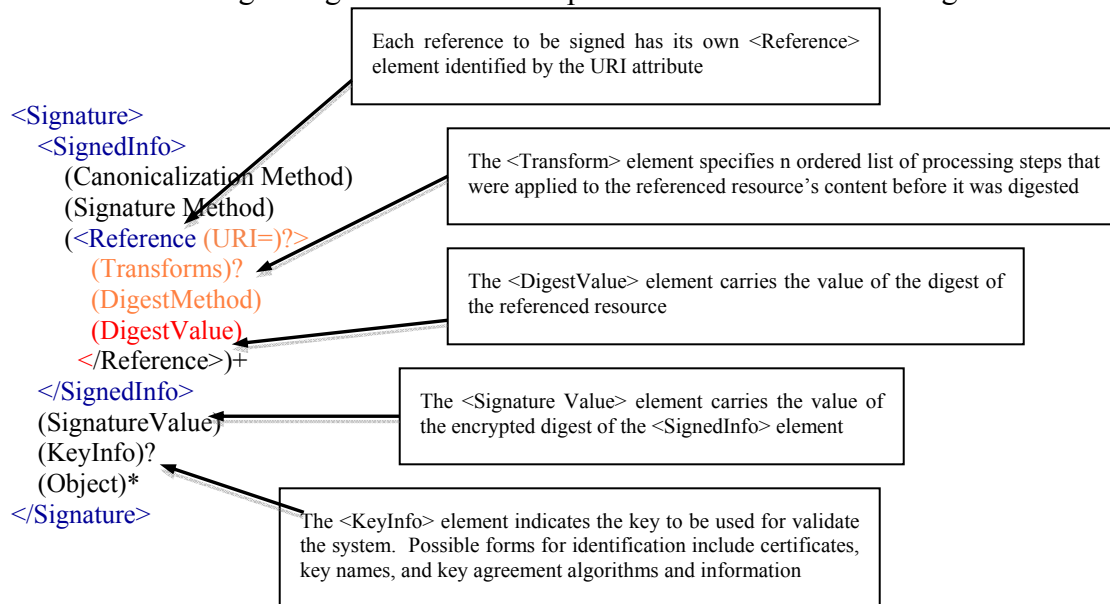 Each reference to be signed has its own <Reference>
element identified by the URI attribute
<Signature>
<SignedInfo>
(Canonicalization Method)
(Signature Method)
(<Reference (URI=)?>
(Transforms)?
(DigestMethod)
(DigestValue)
</Reference>)+
</SignedInfo>
(SignatureValue)
(KeyInfo)?
(Object)*
</Signature>
The <Transform> element specifies n ordered list of processing steps that
were applied to the referenced resource's content before it was digested
The <DigestValue> element carries the value of the digest of
the referenced resource
The <Signature Value> element carries the value of
the encrypted digest of the <SignedInfo> element
The <KeyInfo> element indicates the key to be used for validate
the system. Possible forms for identification include certificates,
key names, and key agreement algorithms and information